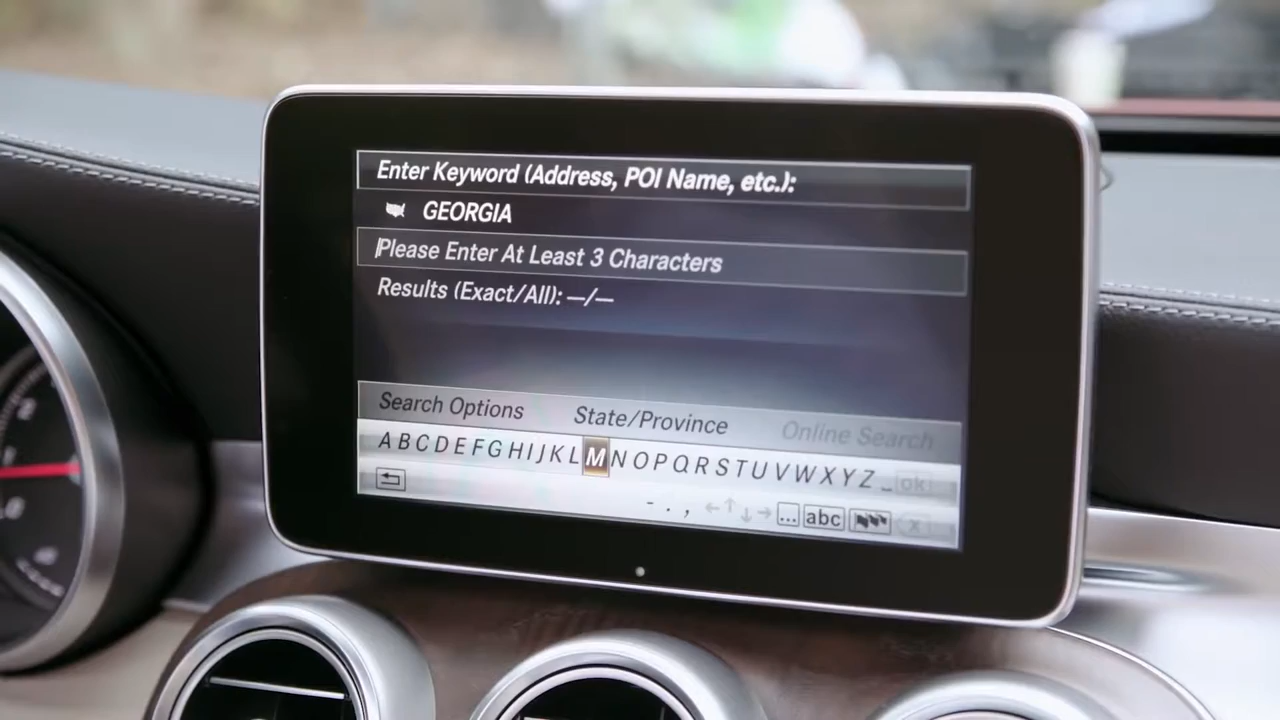 Enter Keyword (Address, POI Name, etc.):
GEORGIA
Please Enter At Least 3 Characters
Results (Exact/All): —/—
Search Options State/Province Online Search
ABCDEFGHIJKLMNOPQRSTUVWXYZ_ ok
- . , ←↑↓→ ... abc x